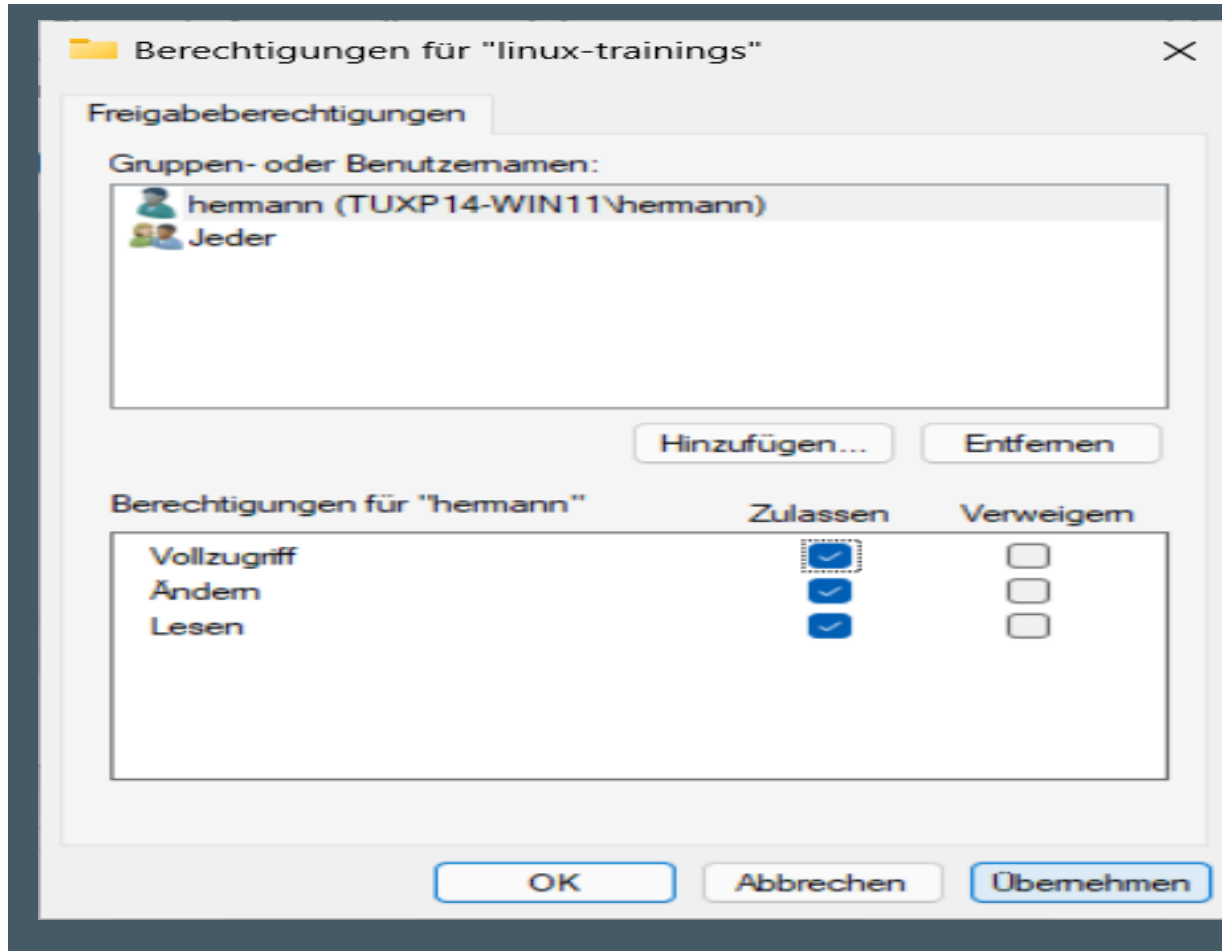 Berechtigungen für "linux-trainings"
Freigabeberechtigungen
Gruppen- oder Benutzernamen:
hermann (TUXP14-WIN11\hermann)
Jeder
Hinzufügen...
Entfernen
Berechtigungen für "hermann"
Zulassen
Verweigern
Vollzugriff
Ändern
Lesen
OK
Abbrechen
Übernehmen